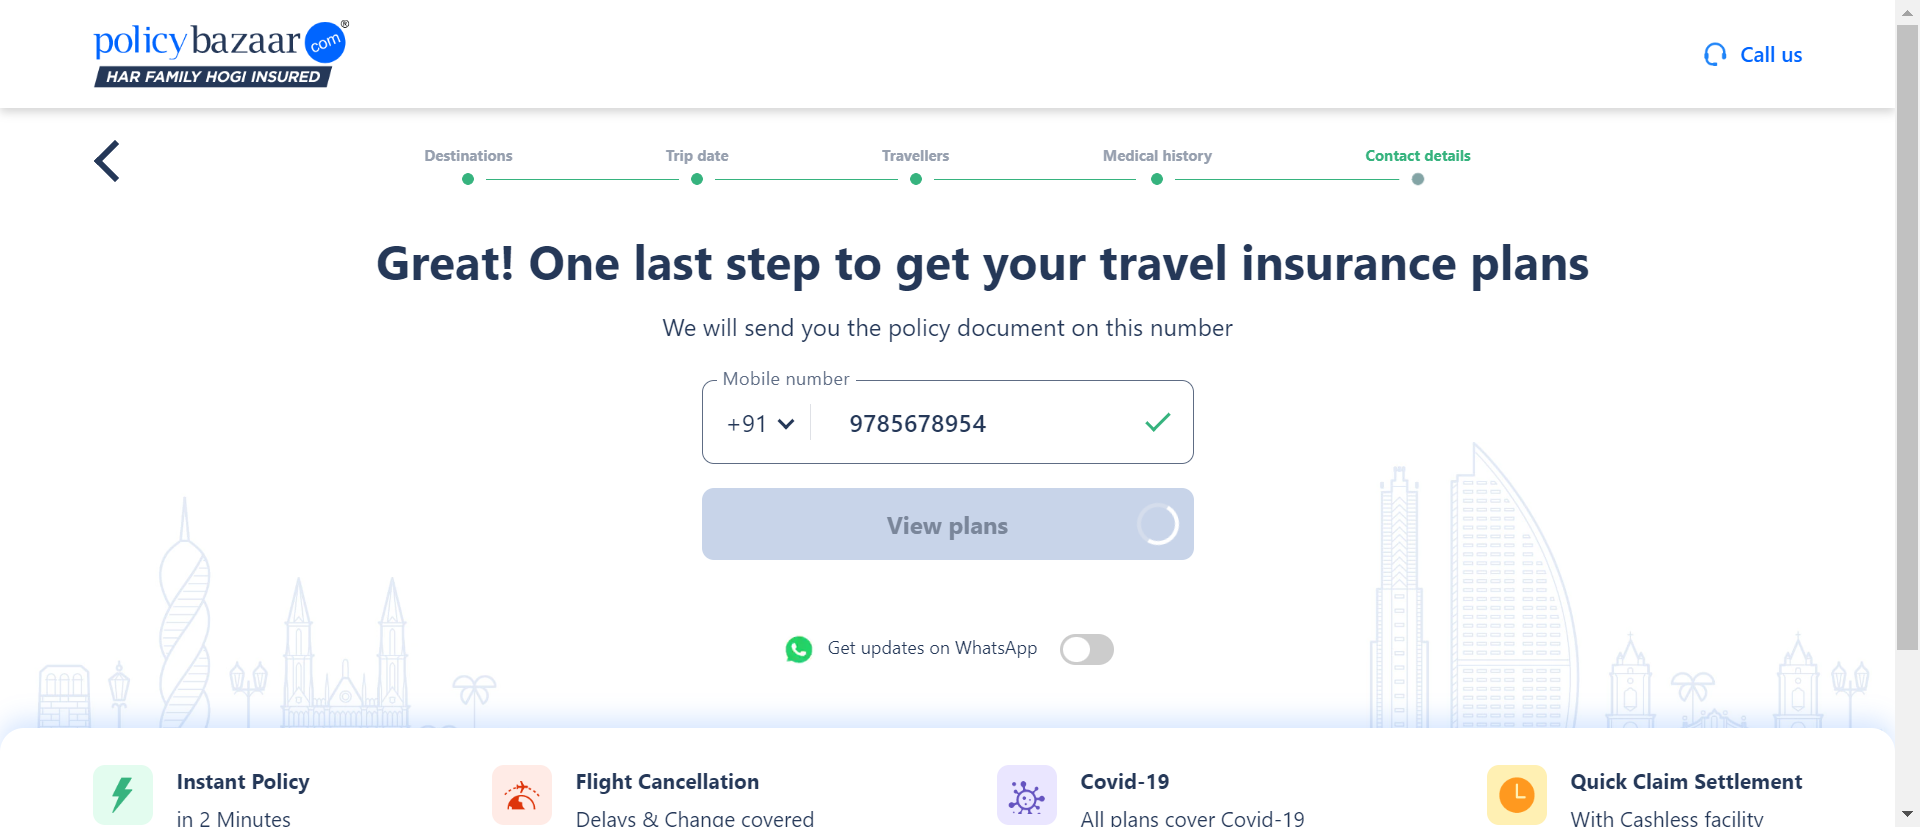 policybazaar com ®
HAR FAMILY HOGI INSURED
Call us
Destinations
Trip date
Travellers
Medical history
Contact details
Great! One last step to get your travel insurance plans
We will send you the policy document on this number
Mobile number
+91 9785678954
View plans
Get updates on WhatsApp
Instant Policy
in 2 Minutes
Flight Cancellation
Delays & Change covered
Covid-19
All plans cover Covid-19
Quick Claim Settlement
With Cashless facility